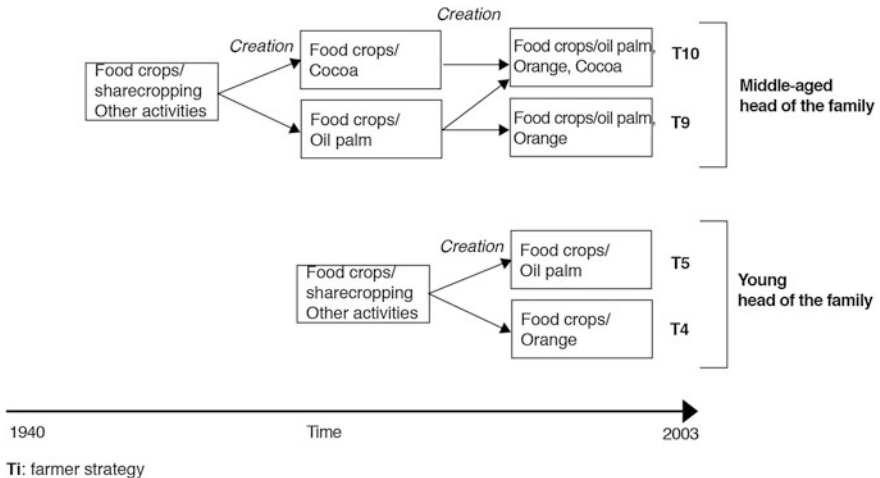 Creation
Creation
Food crops/
sharecropping
Other activities
Food crops/
Cocoa
Food crops/oil palm,
Orange, Cocoa
T10
Food crops/
Oil palm
Food crops/oil palm,
Orange
T9
Middle-aged
head of the family
Creation
Food crops/
sharecropping
Other activities
Food crops/
Oil palm
T5
Food crops/
Orange
T4
Young
head of the family
1940
Time
2003
Ti: farmer strategy